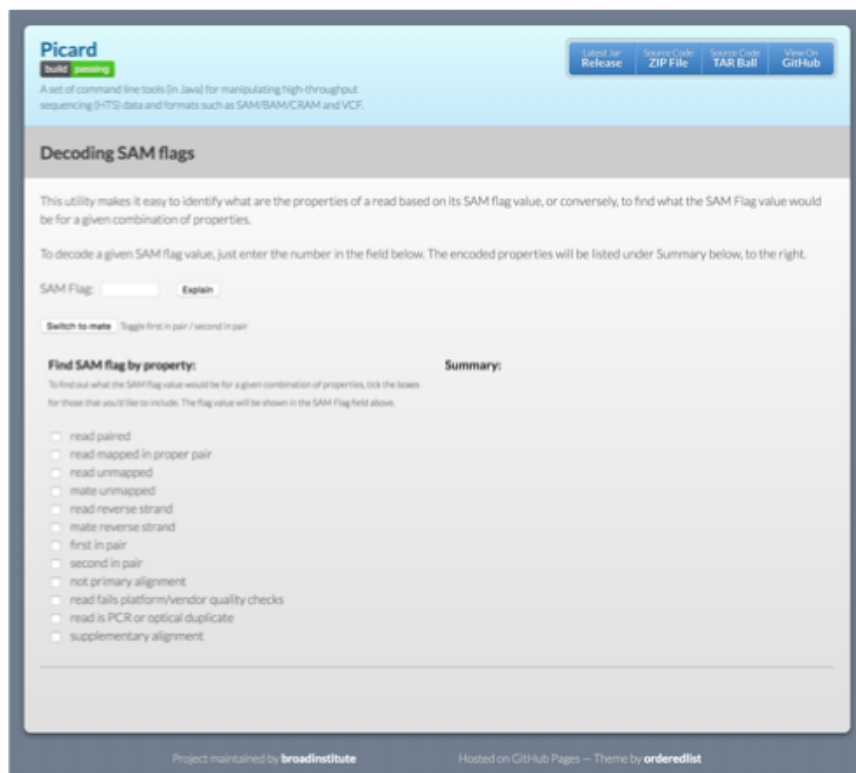 Picard
build passing
A set of command line tools (in Java) for manipulating high-throughput
sequencing (HTS) data and formats such as SAM/BAM/CRAM and VCF.
Latest Jar
Release
Source Code
ZIP File
Source Code
TAR Ball
View On
GitHub
Decoding SAM flags
This utility makes it easy to identify what are the properties of a read based on its SAM flag value, or conversely, to find what the SAM Flag value would
be for a given combination of properties.
To decode a given SAM flag value, just enter the number in the field below. The encoded properties will be listed under Summary below, to the right.
SAM Flag: Explain
Switch to mate Toggle first in pair / second in pair
Find SAM flag by property:
To find out what the SAM flag value would be for a given combination of properties, tick the boxes
for those that you'd like to include. The flag value will be shown in the SAM Flag field above.
read paired
read mapped in proper pair
read unmapped
mate unmapped
read reverse strand
mate reverse strand
first in pair
second in pair
not primary alignment
read fails platform/vendor quality checks
read is PCR or optical duplicate
supplementary alignment
Summary:
Project maintained by broadinstitute
Hosted on GitHub Pages — Theme by orderedlist